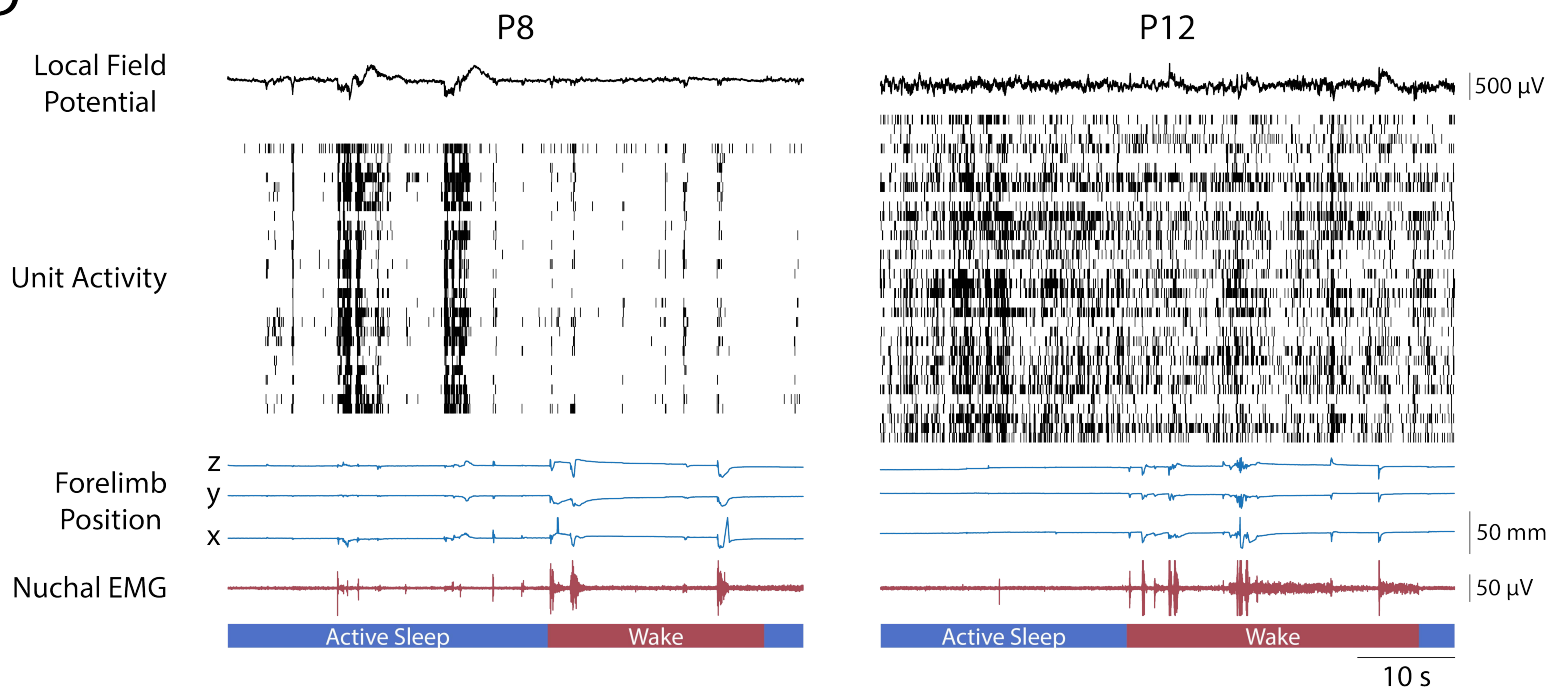 P8
P12
Local Field
Potential
500 µV
Unit Activity
z
Forelimb
y
Position
x
50 mm
Nuchal EMG
50 µV
Active Sleep
Wake
Active Sleep
Wake
10 s